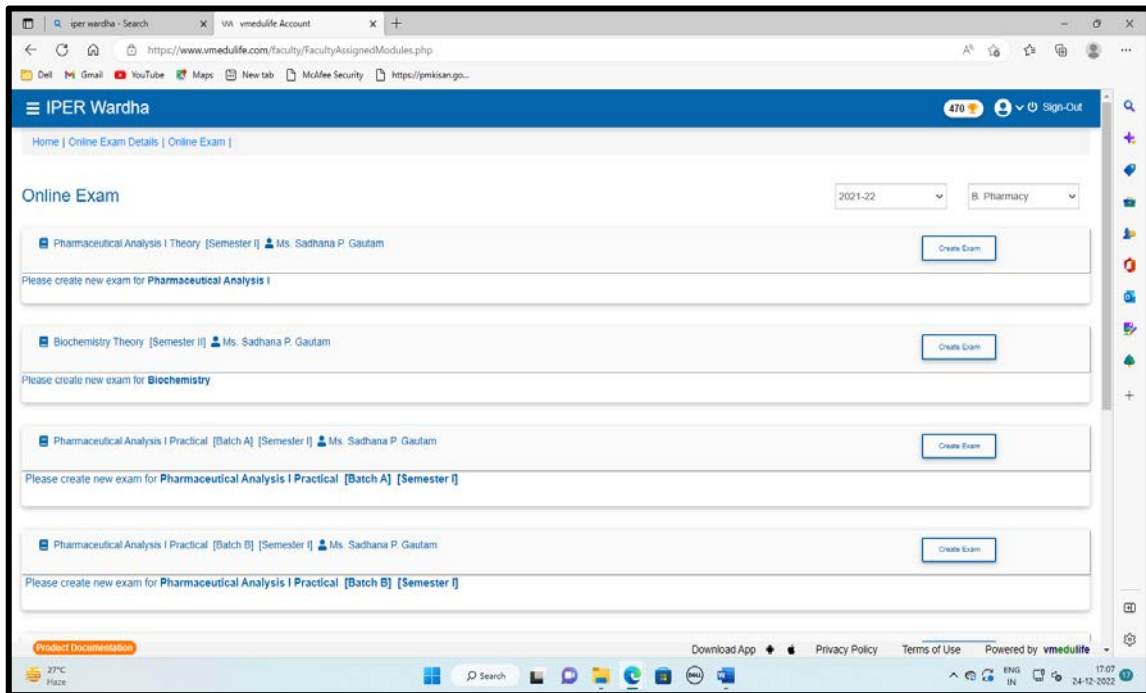 iper wardha - Search
vmedulife Account
https://www.vmedulife.com/faculty/FacultyAssignedModules.php
Dell Gmail YouTube Maps New tab McAfee Security https://pmkisan.go...
IPER Wardha 470 Sign-Out
Home | Online Exam Details | Online Exam |
Online Exam 2021-22 B. Pharmacy
Pharmaceutical Analysis I Theory [Semester I] Ms. Sadhana P. Gautam Create Exam
Please create new exam for Pharmaceutical Analysis I
Biochemistry Theory [Semester II] Ms. Sadhana P. Gautam Create Exam
Please create new exam for Biochemistry
Pharmaceutical Analysis I Practical [Batch A] [Semester I] Ms. Sadhana P. Gautam Create Exam
Please create new exam for Pharmaceutical Analysis I Practical [Batch A] [Semester I]
Pharmaceutical Analysis I Practical [Batch B] [Semester I] Ms. Sadhana P. Gautam Create Exam
Please create new exam for Pharmaceutical Analysis I Practical [Batch B] [Semester I]
Product Documentation Download App Privacy Policy Terms of Use Powered by vmedulife
27°C Search ENG 17:07
Haze IN 24-12-2022